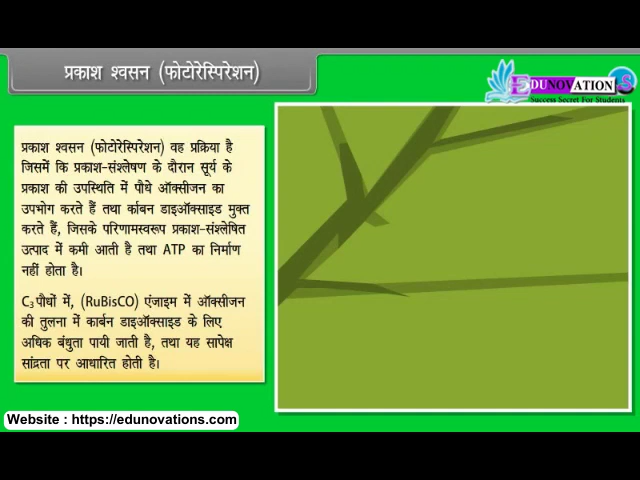 प्रकाश श्वसन (फोटोरेस्पिरेशन)
EDUNOVATIONS
Success Secret For Students
प्रकाश श्वसन (फोटोरेस्पिरेशन) वह प्रक्रिया है
जिसमें कि प्रकाश-संश्लेषण के दौरान सूर्य के
प्रकाश की उपस्थिति में पौधे ऑक्सीजन का
उपभोग करते हैं तथा कार्बन डाइऑक्साइड मुक्त
करते हैं, जिसके परिणामस्वरूप प्रकाश-संश्लेषित
उत्पाद में कमी आती है तथा ATP का निर्माण
नहीं होता है।
C₃ पौधों में, (RuBisCO) एंजाइम में ऑक्सीजन
की तुलना में कार्बन डाइऑक्साइड के लिए
अधिक बंधुता पायी जाती है, तथा यह सापेक्ष
सांद्रता पर आधारित होती है।
Website : https://edunovations.com